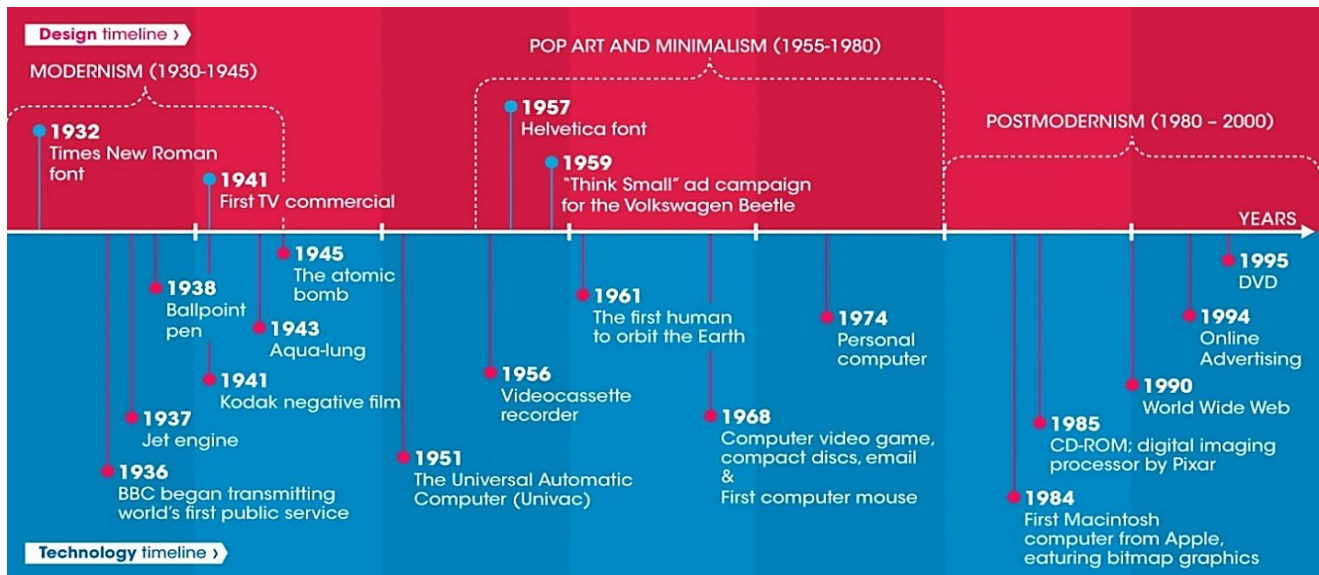 Design timeline ›
MODERNISM (1930-1945)
POP ART AND MINIMALISM (1955-1980)
POSTMODERNISM (1980 – 2000)
1932
Times New Roman
font
1941
First TV commercial
1957
Helvetica font
1959
“Think Small” ad campaign
for the Volkswagen Beetle
YEARS
1936
BBC began transmitting
world's first public service
1937
Jet engine
1938
Ballpoint
pen
1941
Kodak negative film
1943
Aqua-lung
1945
The atomic
bomb
1951
The Universal Automatic
Computer (Univac)
1956
Videocassette
recorder
1961
The first human
to orbit the Earth
1968
Computer video game,
compact discs, email
&
First computer mouse
1974
Personal
computer
1984
First Macintosh
computer from Apple,
eaturing bitmap graphics
1985
CD-ROM; digital imaging
processor by Pixar
1990
World Wide Web
1994
Online
Advertising
1995
DVD
Technology timeline ›